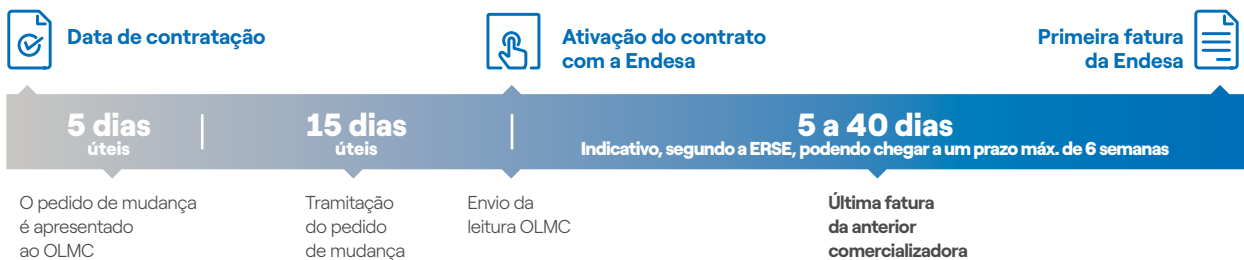 Data de contratação
Ativação do contrato
com a Endesa
Primeira fatura
da Endesa
5 dias
úteis
15 dias
úteis
5 a 40 dias
Indicativo, segundo a ERSE, podendo chegar a um prazo máx. de 6 semanas
O pedido de mudança
é apresentado
ao OLMC
Tramitação
do pedido
de mudança
Envio da
leitura OLMC
Última fatura
da anterior
comercializadora